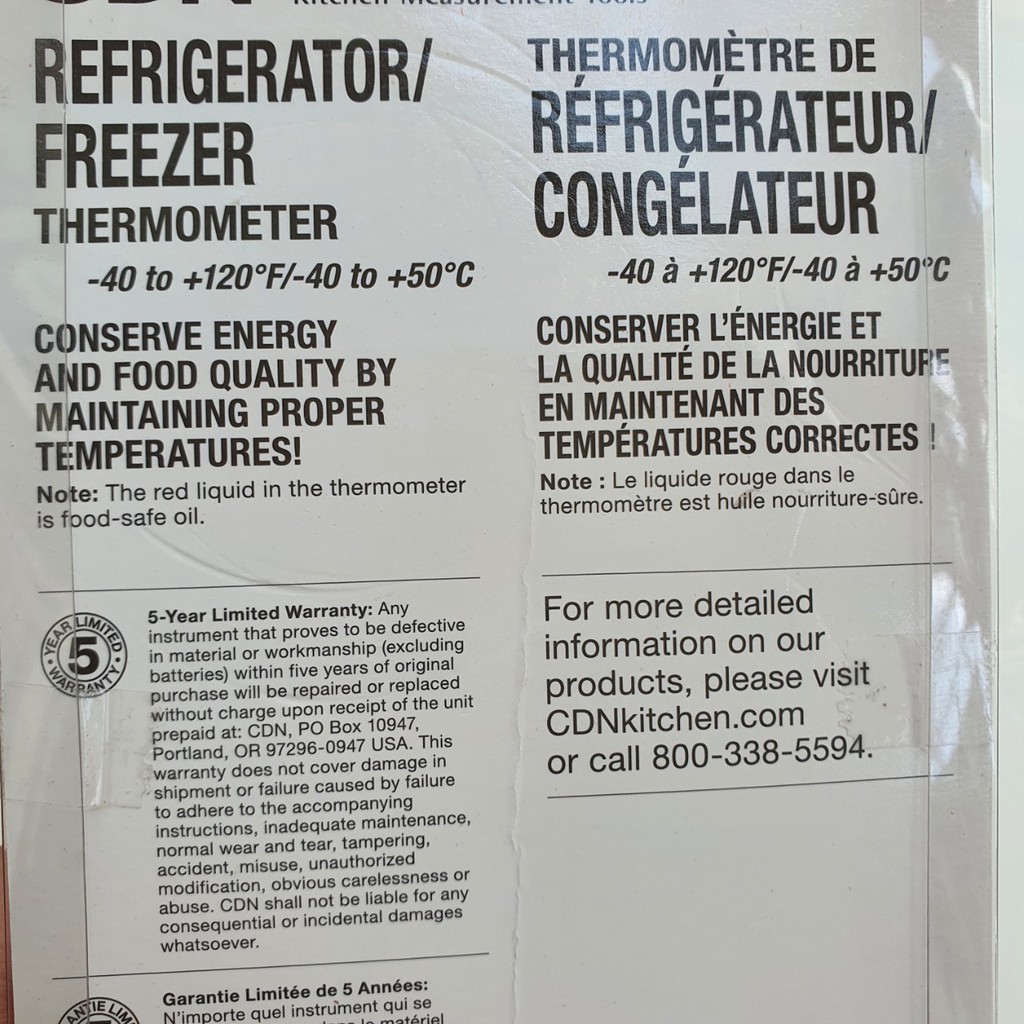 CDN Kitchen Measurement Tools
REFRIGERATOR/
FREEZER
THERMOMETER
-40 to +120°F/-40 to +50°C
CONSERVE ENERGY
AND FOOD QUALITY BY
MAINTAINING PROPER
TEMPERATURES!
Note: The red liquid in the thermometer
is food-safe oil.
THERMOMÈTRE DE
RÉFRIGÉRATEUR/
CONGÉLATEUR
-40 à +120°F/-40 à +50°C
CONSERVER L'ÉNERGIE ET
LA QUALITÉ DE LA NOURRITURE
EN MAINTENANT DES
TEMPÉRATURES CORRECTES !
Note : Le liquide rouge dans le
thermomètre est huile nourriture-sûre.
5 YEAR LIMITED WARRANTY
5-Year Limited Warranty: Any
instrument that proves to be defective
in material or workmanship (excluding
batteries) within five years of original
purchase will be repaired or replaced
without charge upon receipt of the unit
prepaid at: CDN, PO Box 10947,
Portland, OR 97296-0947 USA. This
warranty does not cover damage in
shipment or failure caused by failure
to adhere to the accompanying
instructions, inadequate maintenance,
normal wear and tear, tampering,
accident, misuse, unauthorized
modification, obvious carelessness or
abuse. CDN shall not be liable for any
consequential or incidental damages
whatsoever.
For more detailed
information on our
products, please visit
CDNkitchen.com
or call 800-338-5594.
Garantie Limitée de 5 Années:
N'importe quel instrument qui se
matériel